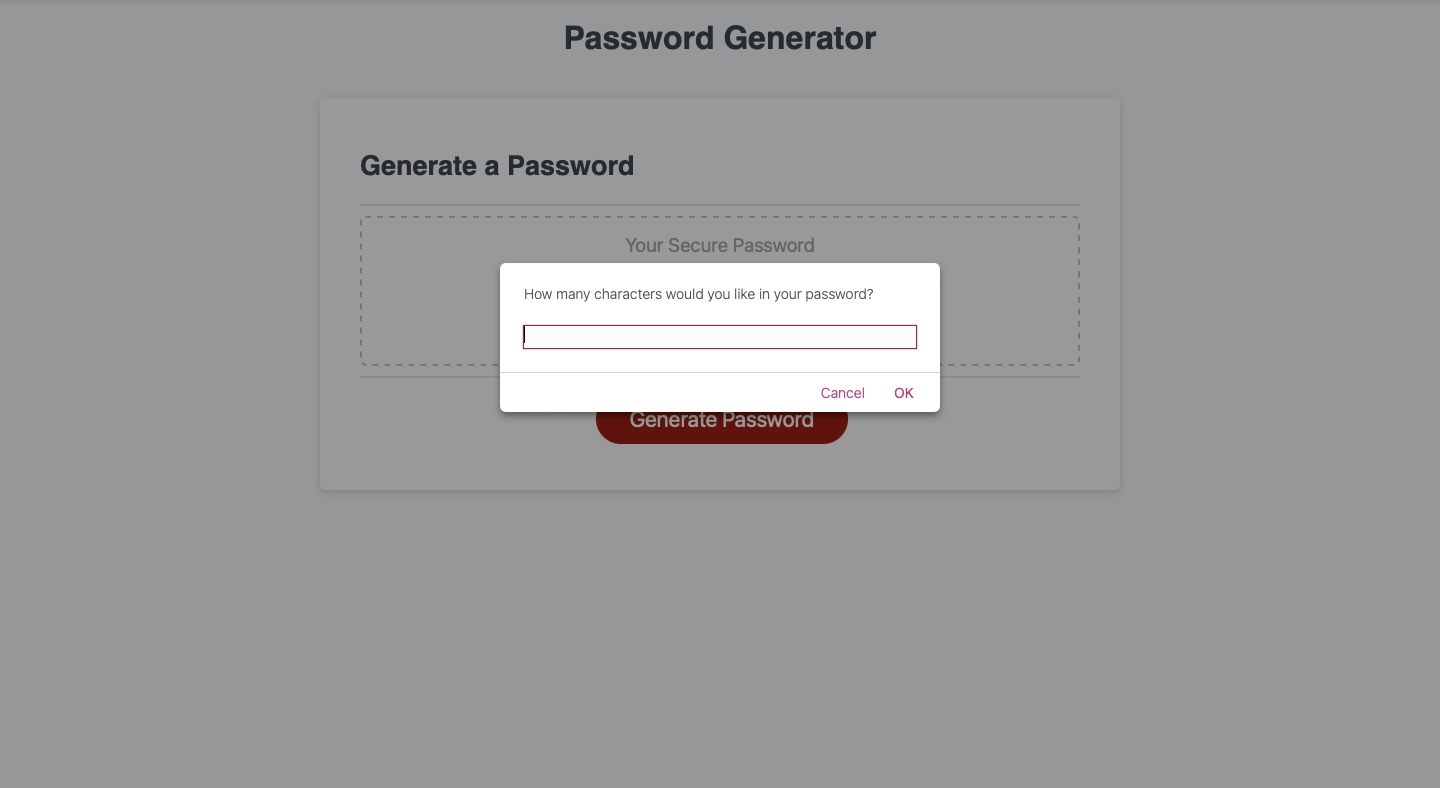 Password Generator
Generate a Password
Your Secure Password
How many characters would you like in your password?
Cancel OK
Generate Password